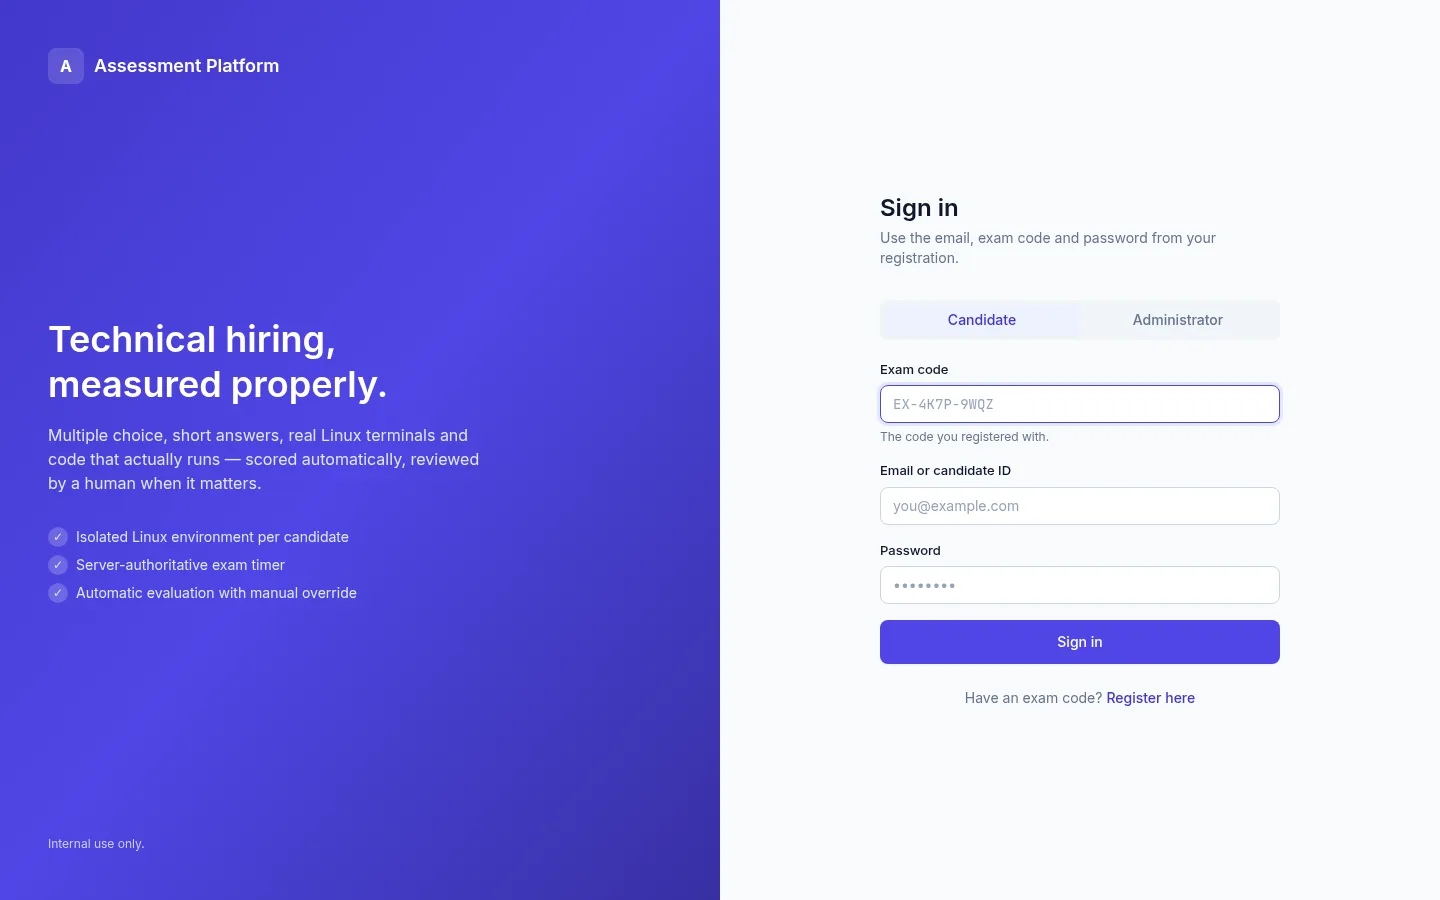 A
Assessment Platform
Technical hiring,
measured properly.
Multiple choice, short answers, real Linux terminals and
code that actually runs — scored automatically, reviewed
by a human when it matters.
✓ Isolated Linux environment per candidate
✓ Server-authoritative exam timer
✓ Automatic evaluation with manual override
Internal use only.
Sign in
Use the email, exam code and password from your
registration.
Candidate
Administrator
Exam code
EX-4K7P-9WQZ
The code you registered with.
Email or candidate ID
you@example.com
Password
••••••••
Sign in
Have an exam code? Register here